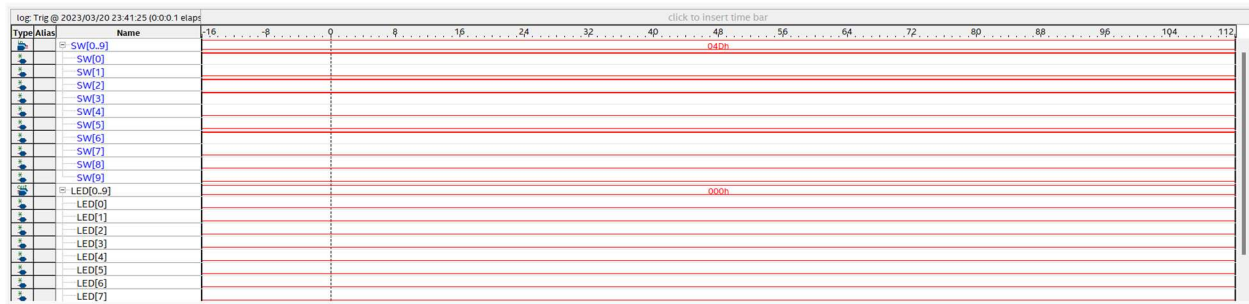 log: Trig @ 2023/03/20 23:41:25 (0:0:0.1 elaps click to insert time bar
Type Alias Name -16 -8 0 8 16 24 32 40 48 56 64 72 80 88 96 104 112
SW[0..9] 04Dh
SW[0]
SW[1]
SW[2]
SW[3]
SW[4]
SW[5]
SW[6]
SW[7]
SW[8]
SW[9]
LED[0..9] 000h
LED[0]
LED[1]
LED[2]
LED[3]
LED[4]
LED[5]
LED[6]
LED[7]